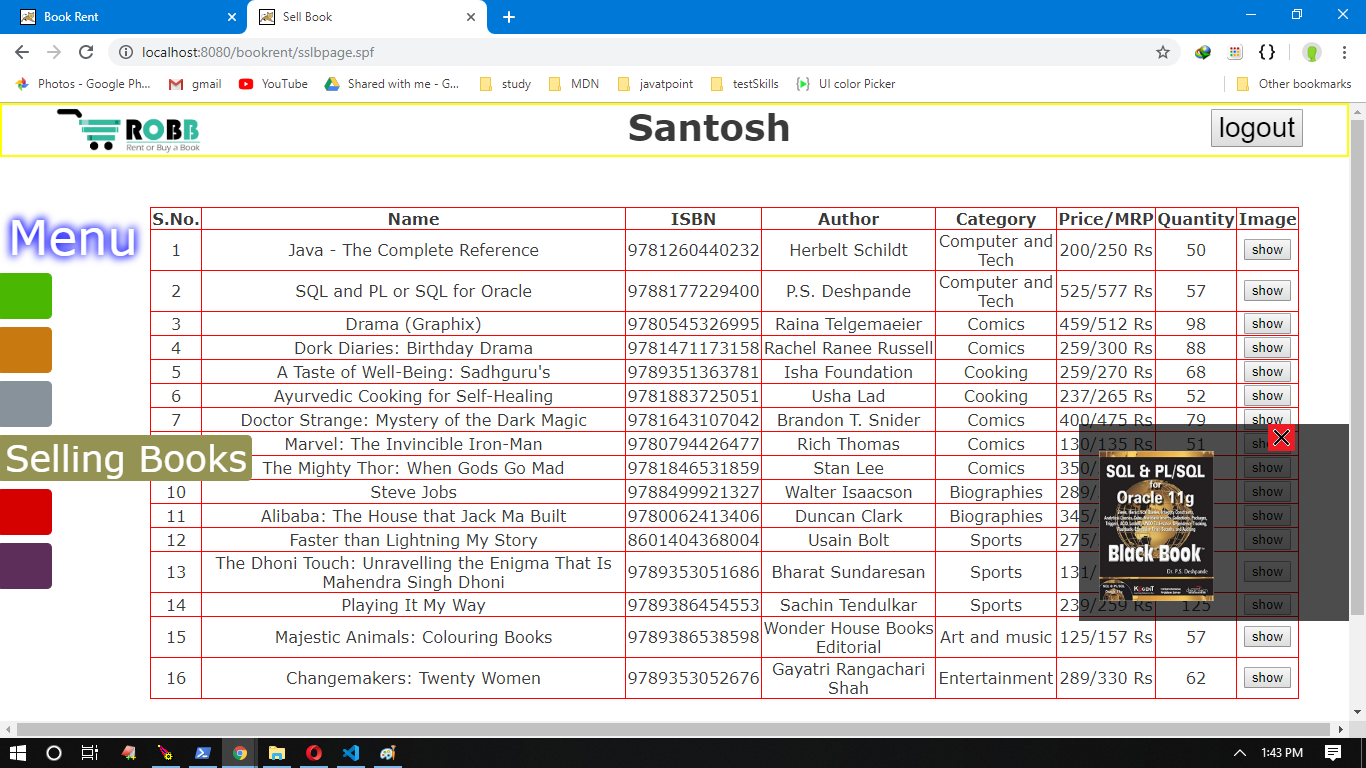 Book Rent
Sell Book
localhost:8080/bookrent/sslbpage.spf
Photos - Google Ph...
gmail
YouTube
Shared with me - G...
study
MDN
javatpoint
testSkills
UI color Picker
Other bookmarks
ROBB
Rent or Buy a Book
Santosh
logout
Menu
Selling Books
S.No. Name ISBN Author Category Price/MRP Quantity Image
1 Java - The Complete Reference 9781260440232 Herbelt Schildt Computer and Tech 200/250 Rs 50 show
2 SQL and PL or SQL for Oracle 9788177229400 P.S. Deshpande Computer and Tech 525/577 Rs 57 show
3 Drama (Graphix) 9780545326995 Raina Telgemaeier Comics 459/512 Rs 98 show
4 Dork Diaries: Birthday Drama 9781471173158 Rachel Ranee Russell Comics 259/300 Rs 88 show
5 A Taste of Well-Being: Sadhguru's 9789351363781 Isha Foundation Cooking 259/270 Rs 68 show
6 Ayurvedic Cooking for Self-Healing 9781883725051 Usha Lad Cooking 237/265 Rs 52 show
7 Doctor Strange: Mystery of the Dark Magic 9781643107042 Brandon T. Snider Comics 400/475 Rs 79 show
Marvel: The Invincible Iron-Man 9780794426477 Rich Thomas Comics 130/135 Rs 51 show
The Mighty Thor: When Gods Go Mad 9781846531859 Stan Lee Comics 350/ show
10 Steve Jobs 9788499921327 Walter Isaacson Biographies 289/ show
11 Alibaba: The House that Jack Ma Built 9780062413406 Duncan Clark Biographies 345/ show
12 Faster than Lightning My Story 8601404368004 Usain Bolt Sports 275/ show
13 The Dhoni Touch: Unravelling the Enigma That Is Mahendra Singh Dhoni 9789353051686 Bharat Sundaresan Sports 131/ show
14 Playing It My Way 9789386454553 Sachin Tendulkar Sports 239/259 Rs 125 show
15 Majestic Animals: Colouring Books 9789386538598 Wonder House Books Editorial Art and music 125/157 Rs 57 show
16 Changemakers: Twenty Women 9789353052676 Gayatri Rangachari Shah Entertainment 289/330 Rs 62 show
SQL & PL/SQL
for
Oracle 11g
Black Book
Dr. P.S. Deshpande
1:43 PM